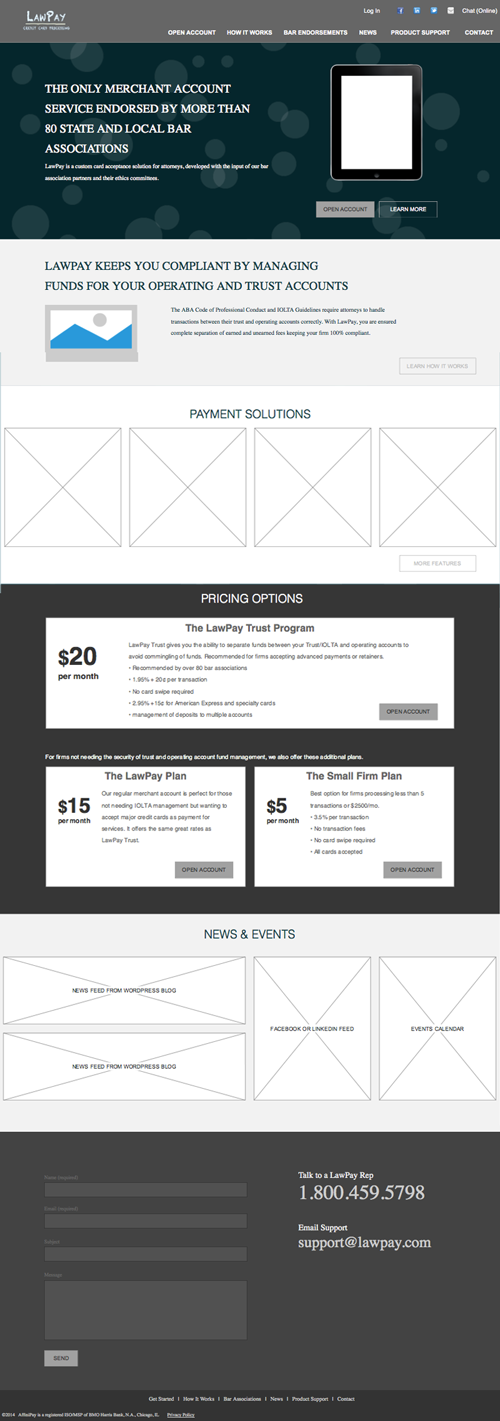 LAWPAY
CREDIT CARD PROCESSING
Log In
Chat (Online)
OPEN ACCOUNT HOW IT WORKS BAR ENDORSEMENTS NEWS PRODUCT SUPPORT CONTACT
THE ONLY MERCHANT ACCOUNT
SERVICE ENDORSED BY MORE THAN
80 STATE AND LOCAL BAR
ASSOCIATIONS
LawPay is a custom card acceptance solution for attorneys, developed with the input of our bar
association partners and their ethics committees.
OPEN ACCOUNT
LEARN MORE
LAWPAY KEEPS YOU COMPLIANT BY MANAGING
FUNDS FOR YOUR OPERATING AND TRUST ACCOUNTS
The ABA Code of Professional Conduct and IOLTA Guidelines require attorneys to handle
transactions between their trust and operating accounts correctly. With LawPay, you are ensured
complete separation of earned and unearned fees keeping your firm 100% compliant.
LEARN HOW IT WORKS
PAYMENT SOLUTIONS
MORE FEATURES
PRICING OPTIONS
The LawPay Trust Program
$20
per month
LawPay Trust gives you the ability to separate funds between your Trust/IOLTA and operating accounts to
avoid commingling of funds. Recommended for firms accepting advanced payments or retainers.
• Recommended by over 80 bar associations
• 1.95% + 20¢ per transaction
• No card swipe required
• 2.95% +15¢ for American Express and specialty cards
• management of deposits to multiple accounts
OPEN ACCOUNT
For firms not needing the security of trust and operating account fund management, we also offer these additional plans.
The LawPay Plan
$15
per month
Our regular merchant account is perfect for those
not needing IOLTA management but wanting to
accept major credit cards as payment for
services. It offers the same great rates as
LawPay Trust.
OPEN ACCOUNT
The Small Firm Plan
$5
per month
Best option for firms processing less than 5
transactions or $2500/mo.
• 3.5% per transaction
• No transaction fees
• No card swipe required
• All cards accepted
OPEN ACCOUNT
NEWS & EVENTS
NEWS FEED FROM WORDPRESS BLOG
NEWS FEED FROM WORDPRESS BLOG
FACEBOOK OR LINKEDIN FEED
EVENTS CALENDAR
Name (required)
Email (required)
Subject
Message
SEND
Talk to a LawPay Rep
1.800.459.5798
Email Support
support@lawpay.com
Get Started | How It Works | Bar Associations | News | Product Support | Contact
©2014 AffiniPay is a registered ISO/MSP of BMO Harris Bank, N.A., Chicago, IL Privacy Policy